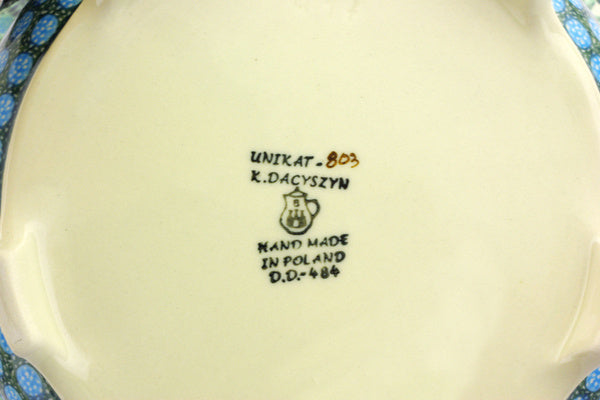 UNIKAT-803
K.DACYSZYN
B
HAND MADE
IN POLAND
D.D.-484